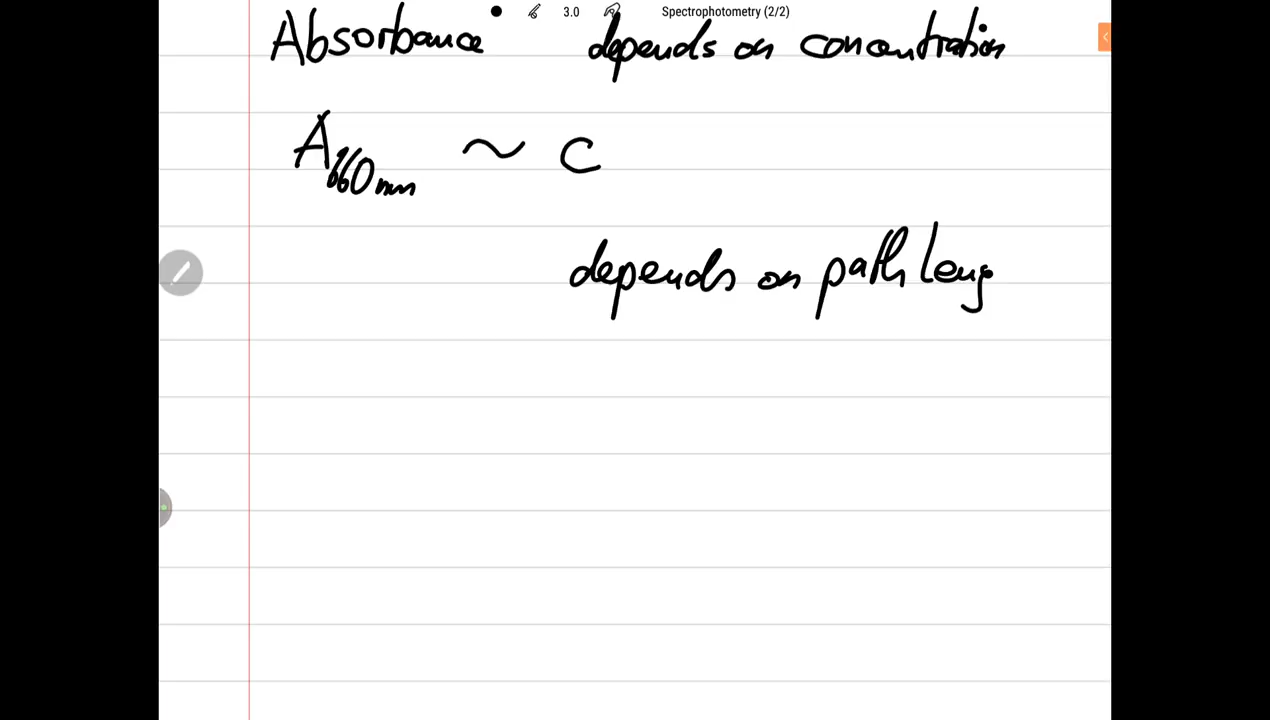 3.0 Spectrophotometry (2/2)
Absorbance depends on concentration
A660nm ~ c
depends on path leng